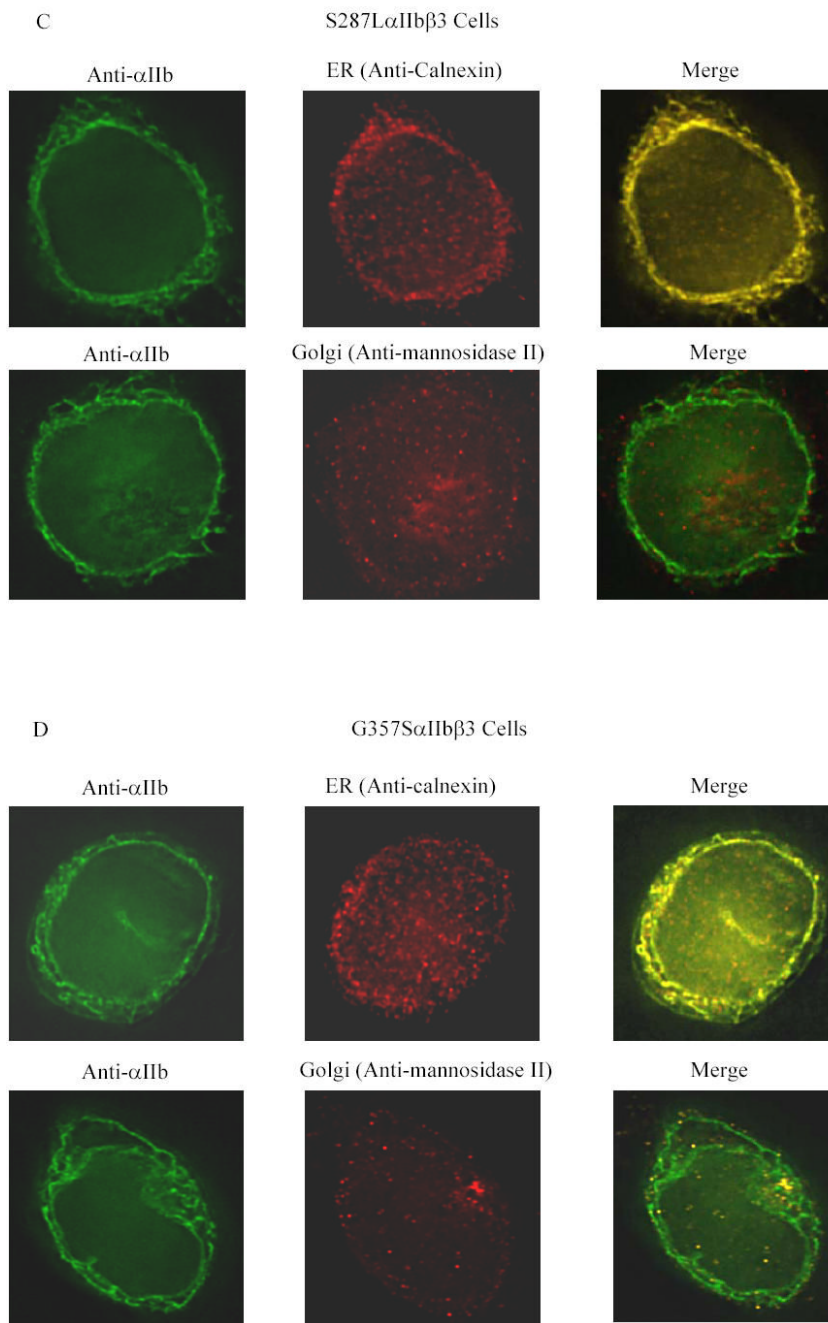 C S287LαIIbβ3 Cells
Anti-αIIb ER (Anti-Calnexin) Merge
Anti-αIIb Golgi (Anti-mannosidase II) Merge
D G357SαIIbβ3 Cells
Anti-αIIb ER (Anti-calnexin) Merge
Anti-αIIb Golgi (Anti-mannosidase II) Merge